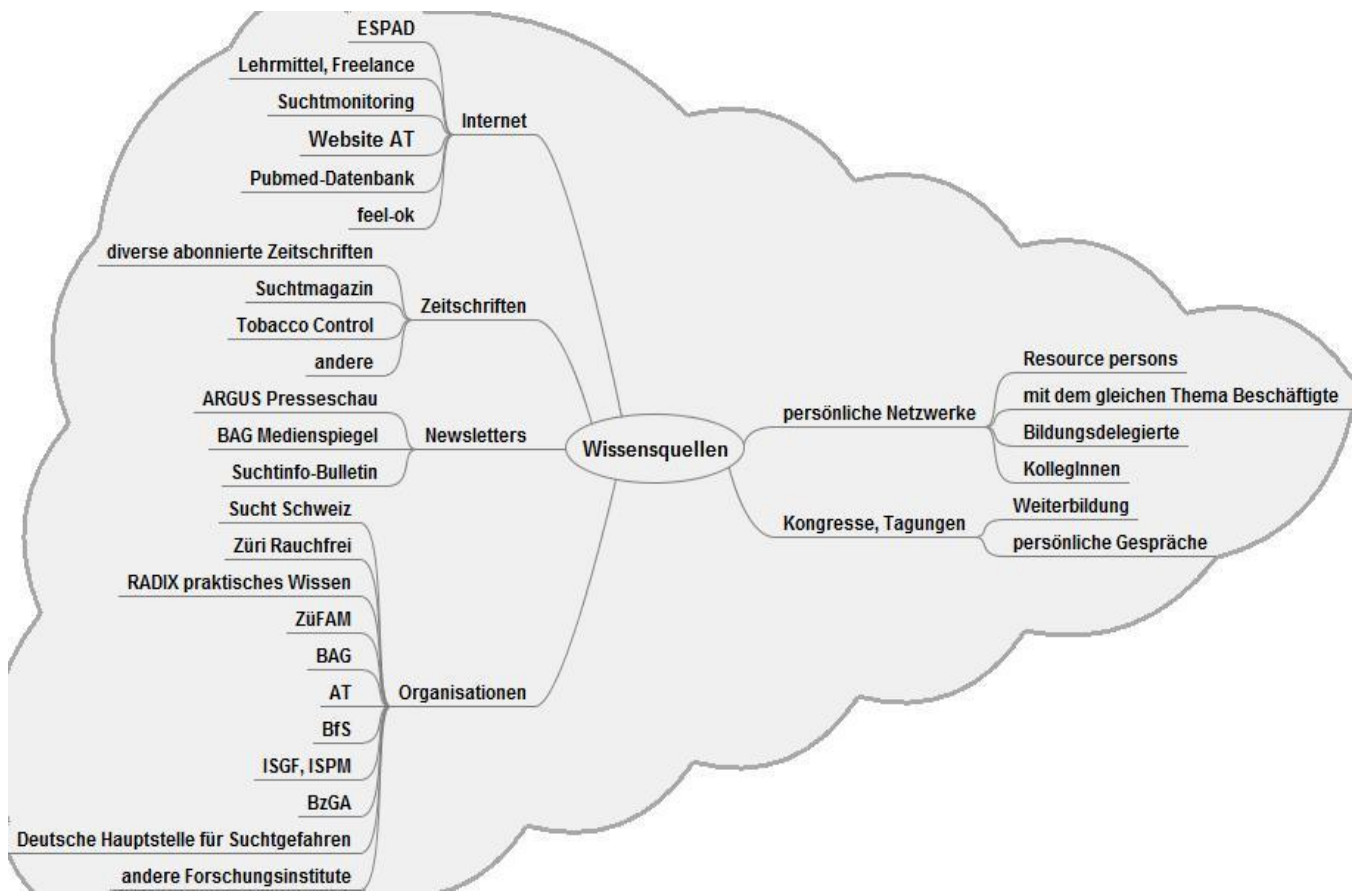 ESPAD
Lehrmittel, Freelance
Suchtmonitoring
Website AT
Pubmed-Datenbank
feel-ok
Internet
diverse abonnierte Zeitschriften
Suchtmagazin
Tobacco Control
andere
Zeitschriften
ARGUS Presseschau
BAG Medienspiegel
Suchtinfo-Bulletin
Newsletters
Sucht Schweiz
Züri Rauchfrei
RADIX praktisches Wissen
ZüFAM
BAG
AT
BfS
ISGF, ISPM
BzGA
Deutsche Hauptstelle für Suchtgefahren
andere Forschungsinstitute
Organisationen
Wissensquellen
persönliche Netzwerke
Resource persons
mit dem gleichen Thema Beschäftigte
Bildungsdelegierte
KollegInnen
Kongresse, Tagungen
Weiterbildung
persönliche Gespräche